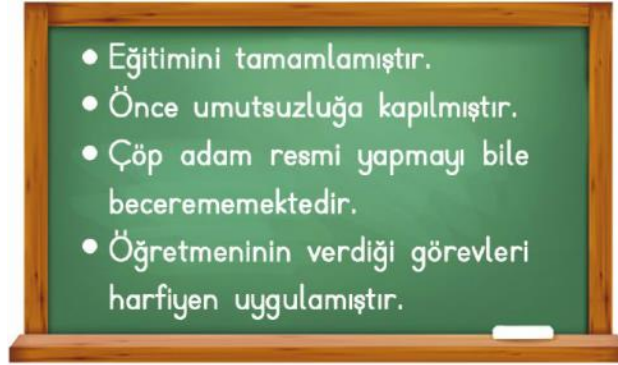 • Eğitimini tamamlamıştır.
• Önce umutsuzluğa kapılmıştır.
• Çöp adam resmi yapmayı bile
becerememektedir.
• Öğretmeninin verdiği görevleri
harfiyen uygulamıştır.